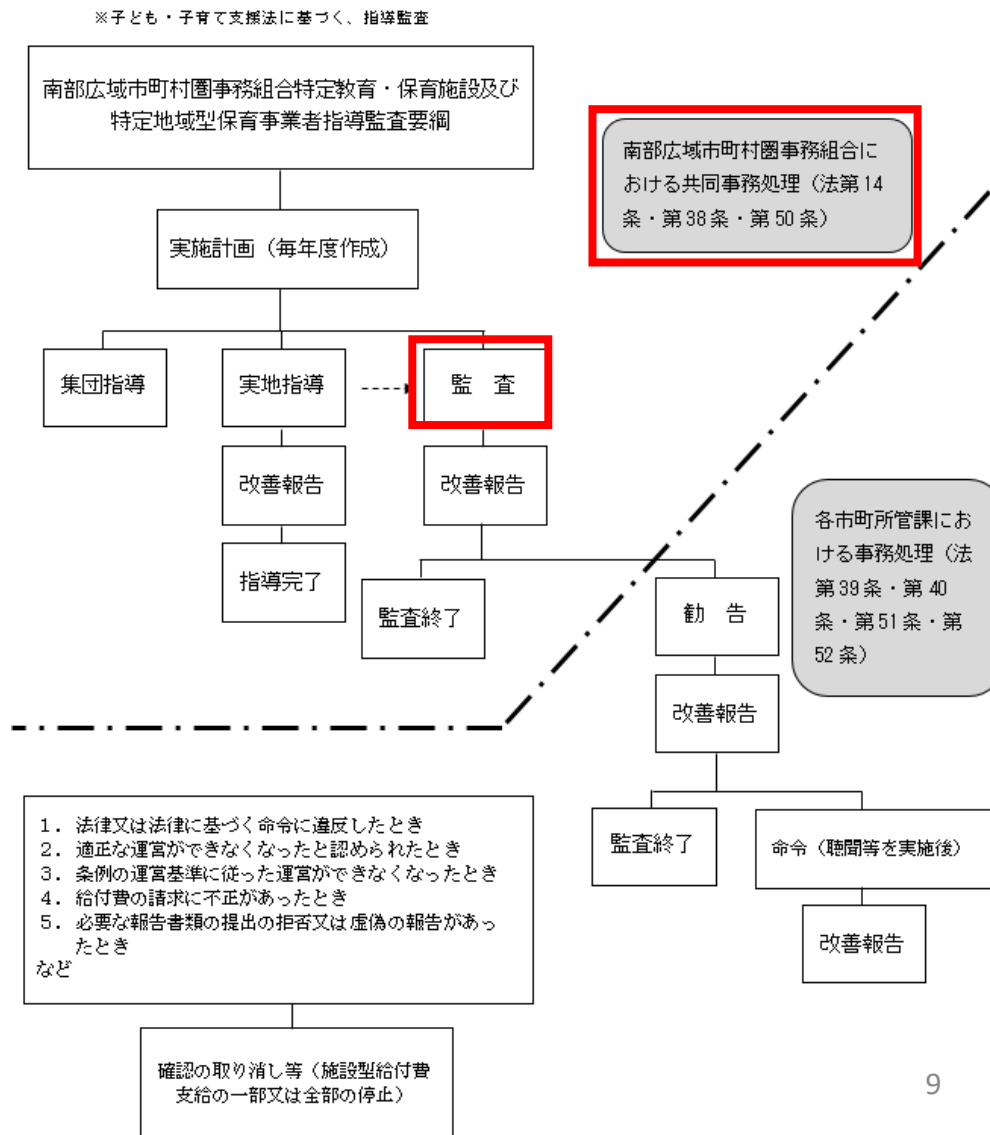 ※子ども・子育て支援法に基づく、指導監査
南部広域市町村圏事務組合特定教育・保育施設及び
特定地域型保育事業者指導監査要綱
南部広域市町村圏事務組合に
おける共同事務処理（法第14
条・第38条・第50条）
実施計画（毎年度作成）
集団指導
実地指導
監　査
改善報告
改善報告
指導完了
監査終了
各市町所管課にお
ける事務処理（法
第39条・第40
条・第51条・第
52条）
勧　告
改善報告
監査終了
命令（聴聞等を実施後）
改善報告
1. 法律又は法律に基づく命令に違反したとき
2. 適正な運営ができなくなったと認められたとき
3. 条例の運営基準に従った運営ができなくなったとき
4. 給付費の請求に不正があったとき
5. 必要な報告書類の提出の拒否又は虚偽の報告があっ
たとき
など
確認の取り消し等（施設型給付費
支給の一部又は全部の停止）
9